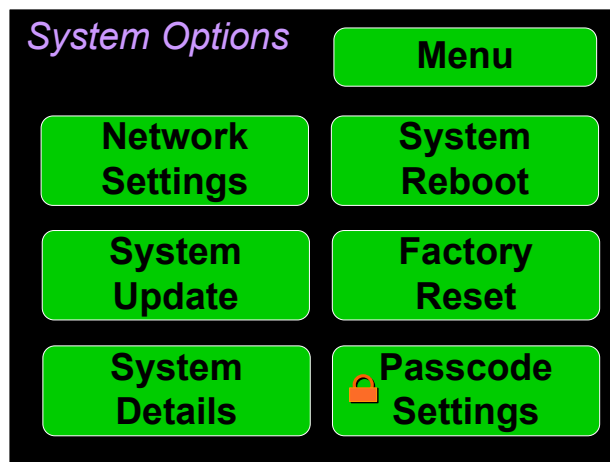 System Options
Menu
Network
Settings
System
Reboot
System
Update
Factory
Reset
System
Details
Passcode
Settings